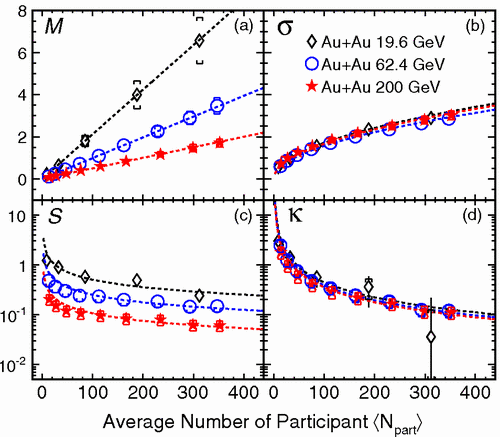 M (a) σ (b)
Au+Au 19.6 GeV
Au+Au 62.4 GeV
Au+Au 200 GeV
8
6
4
2
0
S (c) κ (d)
1
10⁻¹
10⁻²
0 100 200 300 400 0 100 200 300 400
Average Number of Participant ⟨Npart⟩